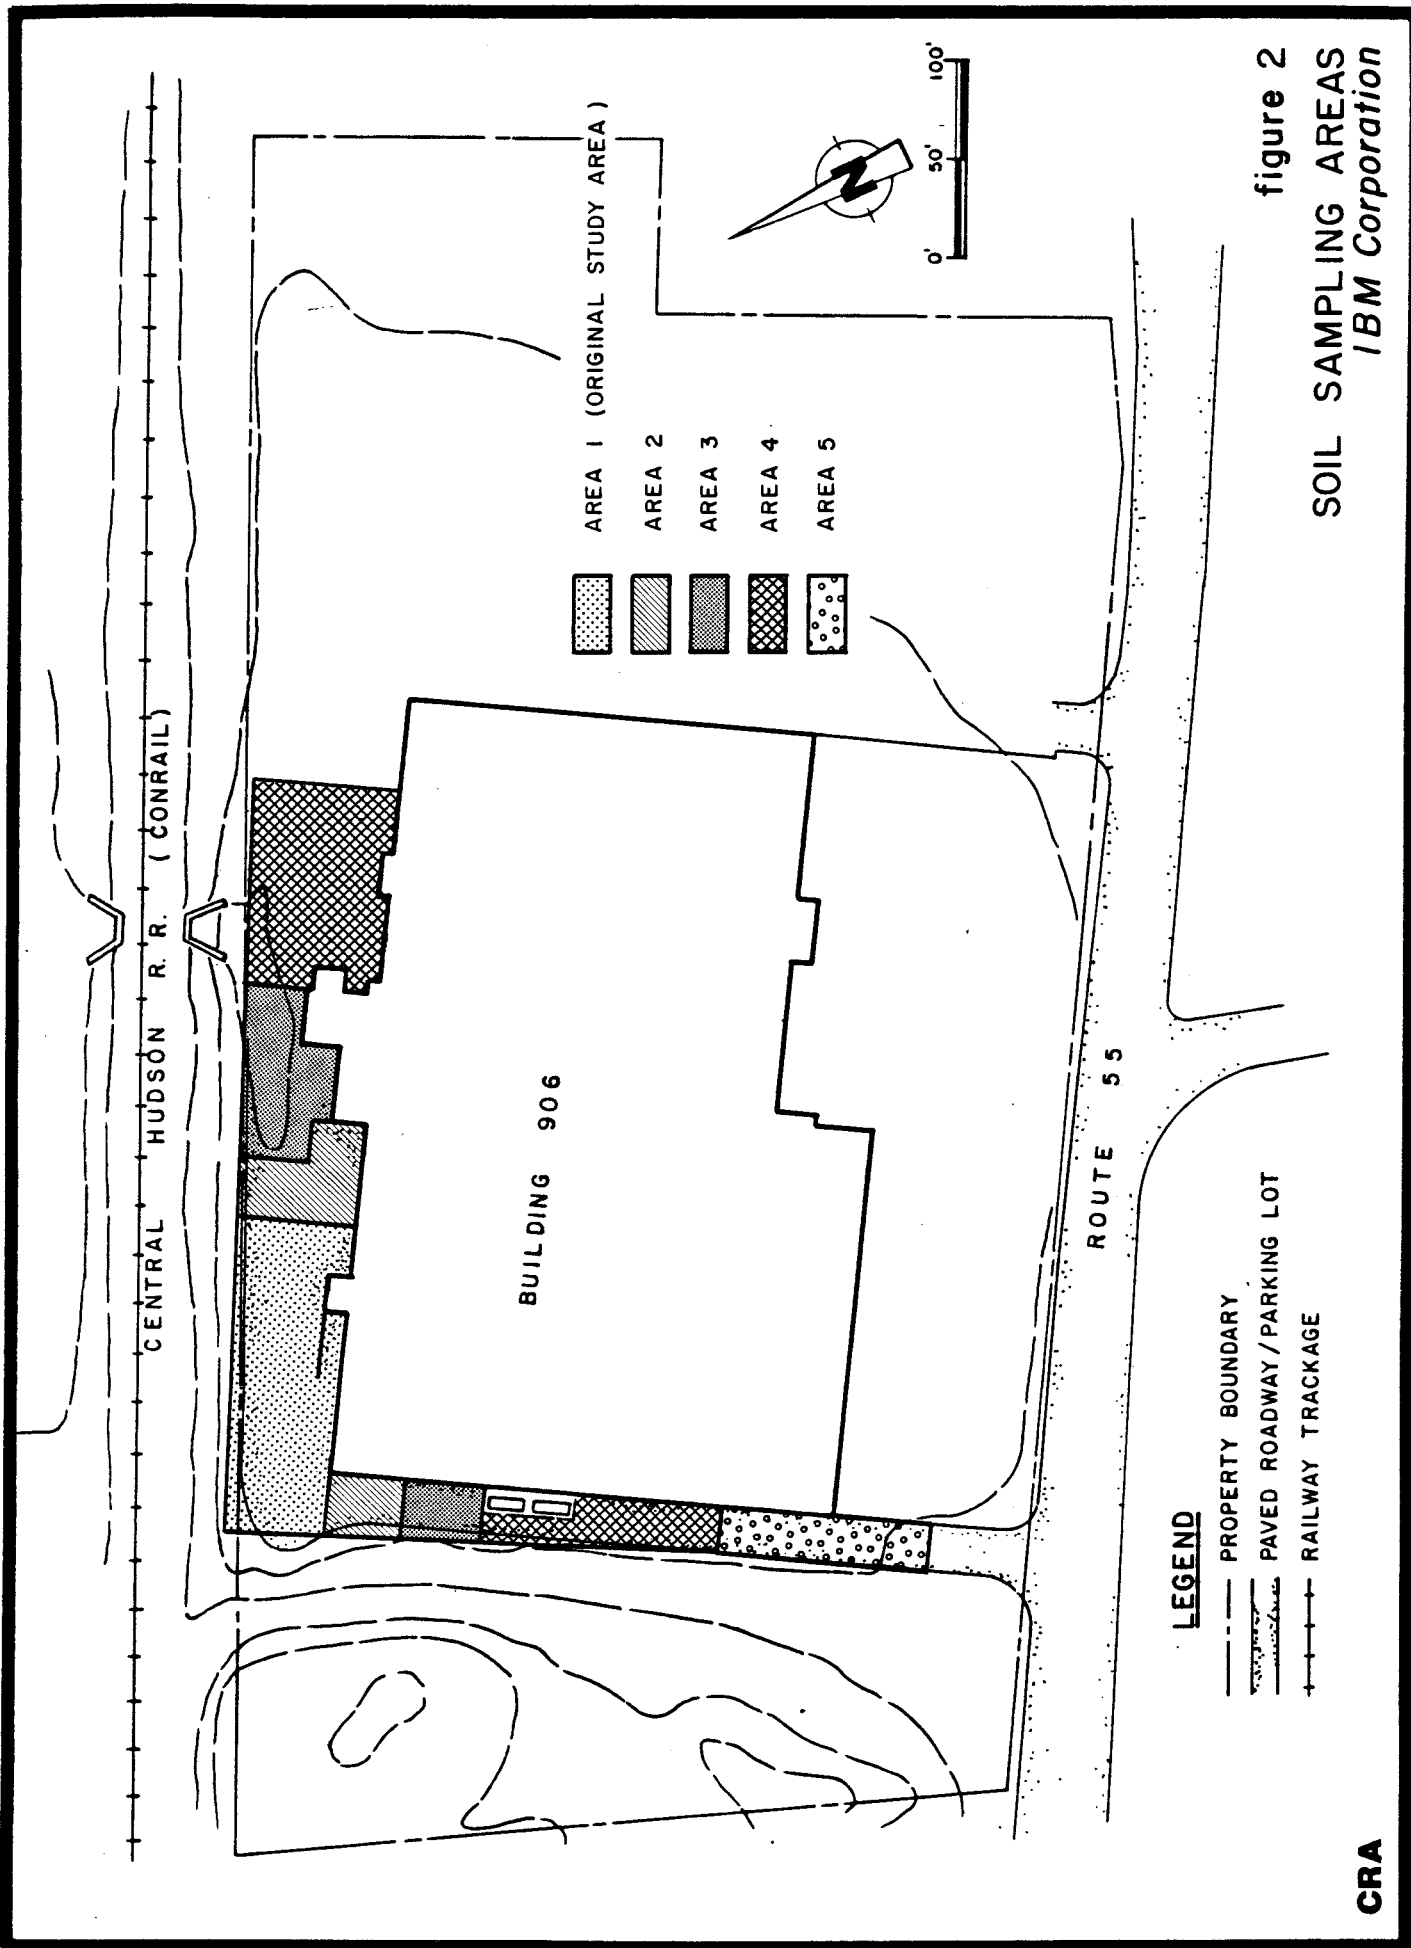 CENTRAL HUDSON R. R. (CONRAIL)
AREA 1 (ORIGINAL STUDY AREA)
AREA 2
AREA 3
AREA 4
AREA 5
BUILDING 906
N
0' 50' 100'
ROUTE 55
LEGEND
PROPERTY BOUNDARY
PAVED ROADWAY/PARKING LOT
RAILWAY TRACKAGE
figure 2
SOIL SAMPLING AREAS
IBM Corporation
CRA